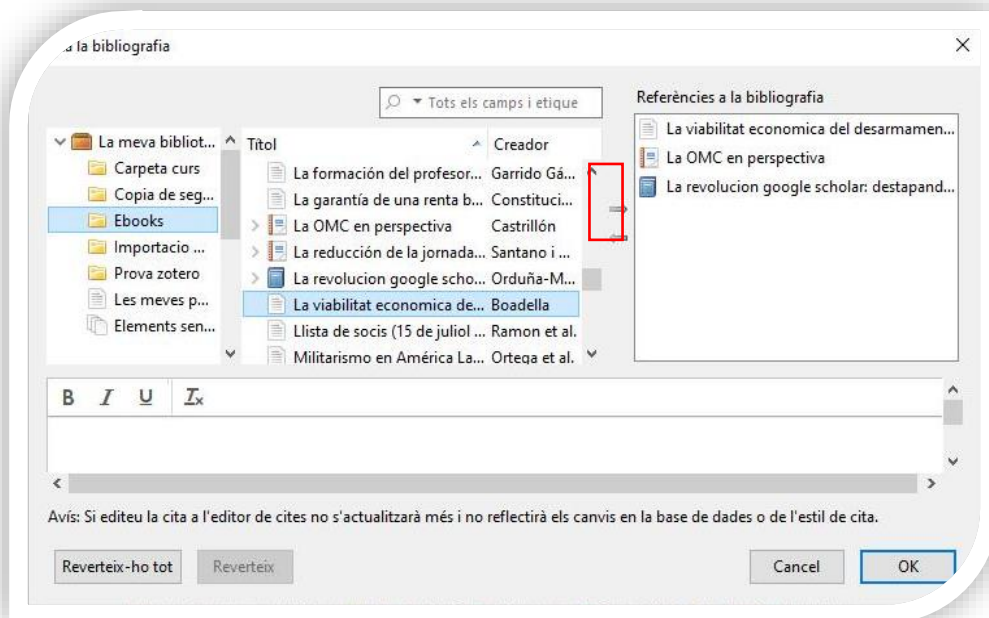 a la bibliografia
Tots els camps i etique
Referències a la bibliografia
La meva bibliot...
Carpeta curs
Copia de seg...
Ebooks
Importacio ...
Prova zotero
Les meves p...
Elements sen...
Títol Creador
La formación del profesor... Garrido Gá...
La garantía de una renta b... Constituci...
La OMC en perspectiva Castrillón
La reducción de la jornada... Santano i ...
La revolucion google scho... Orduña-M...
La viabilitat economica de... Boadella
Llista de socis (15 de juliol ... Ramon et al.
Militarismo en América La... Ortega et al.
La viabilitat economica del desarmamen...
La OMC en perspectiva
La revolucion google scholar: destapand...
B I U Tx
Avís: Si editeu la cita a l'editor de cites no s'actualitzarà més i no reflectirà els canvis en la base de dades o de l'estil de cita.
Reverteix-ho tot Reverteix Cancel OK